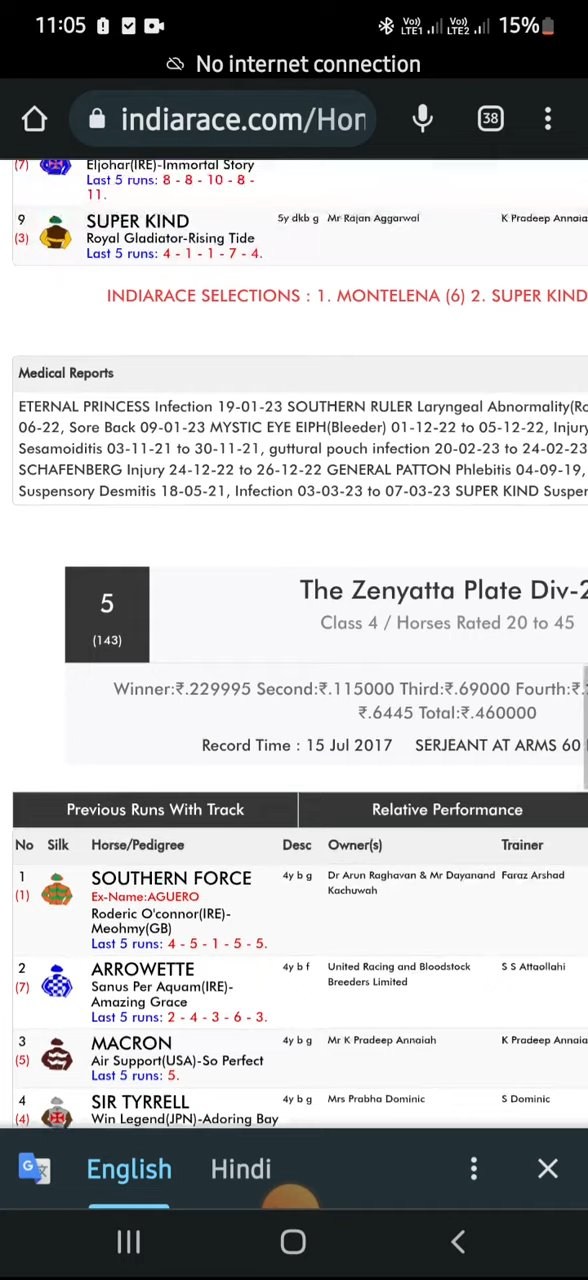 11:05 Vo)) LTE1 Vo)) LTE2 15%
No internet connection
indiarace.com/Hor 38
(7) Eljohar(IRE)-Immortal Story
Last 5 runs: 8 - 8 - 10 - 8 -
11.
9 SUPER KIND 5y dkb g Mr Rajan Aggarwal K Pradeep Annaia
(3) Royal Gladiator-Rising Tide
Last 5 runs: 4 - 1 - 1 - 7 - 4.
INDIARACE SELECTIONS : 1. MONTELENA (6) 2. SUPER KIND
Medical Reports
ETERNAL PRINCESS Infection 19-01-23 SOUTHERN RULER Laryngeal Abnormality(Ro
06-22, Sore Back 09-01-23 MYSTIC EYE EIPH(Bleeder) 01-12-22 to 05-12-22, Injury
Sesamoiditis 03-11-21 to 30-11-21, guttural pouch infection 20-02-23 to 24-02-23
SCHAFENBERG Injury 24-12-22 to 26-12-22 GENERAL PATTON Phlebitis 04-09-19,
Suspensory Desmitis 18-05-21, Infection 03-03-23 to 07-03-23 SUPER KIND Susper
5 The Zenyatta Plate Div-2
(143) Class 4 / Horses Rated 20 to 45
Winner:₹.229995 Second:₹.115000 Third:₹.69000 Fourth:₹.
₹.6445 Total:₹.460000
Record Time : 15 Jul 2017 SERJEANT AT ARMS 60
Previous Runs With Track Relative Performance
No Silk Horse/Pedigree Desc Owner(s) Trainer
1 SOUTHERN FORCE 4y b g Dr Arun Raghavan & Mr Dayanand Faraz Arshad
(1) Ex-Name:AGUERO Kachuwah
Roderic O'connor(IRE)-
Meohmy(GB)
Last 5 runs: 4 - 5 - 1 - 5 - 5.
2 ARROWETTE 4y b f United Racing and Bloodstock S S Attaollahi
(7) Sanus Per Aquam(IRE)- Breeders Limited
Amazing Grace
Last 5 runs: 2 - 4 - 3 - 6 - 3.
3 MACRON 4y b g Mr K Pradeep Annaiah K Pradeep Annaia
(5) Air Support(USA)-So Perfect
Last 5 runs: 5.
4 SIR TYRRELL 4y b g Mrs Prabha Dominic S Dominic
(4) Win Legend(JPN)-Adoring Bay
English Hindi